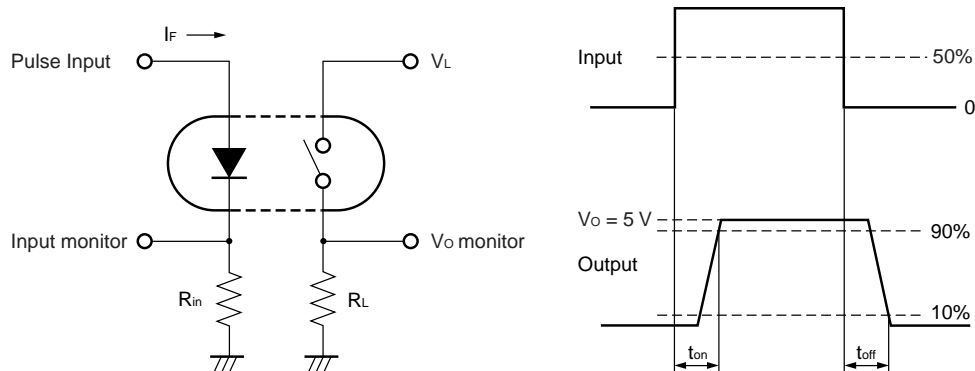 IF
Pulse Input
VL
Input monitor
VO monitor
Rin
RL
Input
50%
0
VO = 5 V
90%
Output
10%
ton
toff